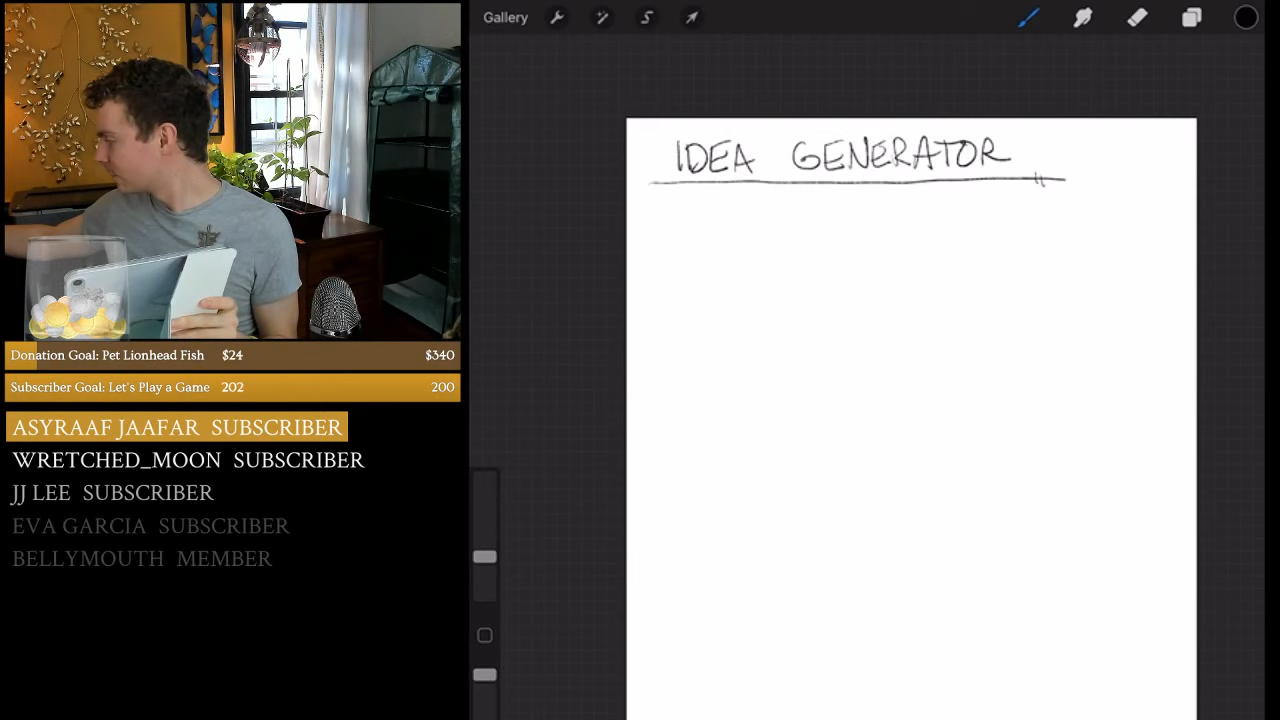 Gallery
IDEA GENERATOR
Donation Goal: Pet Lionhead Fish $24 $340
Subscriber Goal: Let's Play a Game 202 200
ASYRAAF JAAFAR SUBSCRIBER
WRETCHED_MOON SUBSCRIBER
JJ LEE SUBSCRIBER
EVA GARCIA SUBSCRIBER
BELLYMOUTH MEMBER